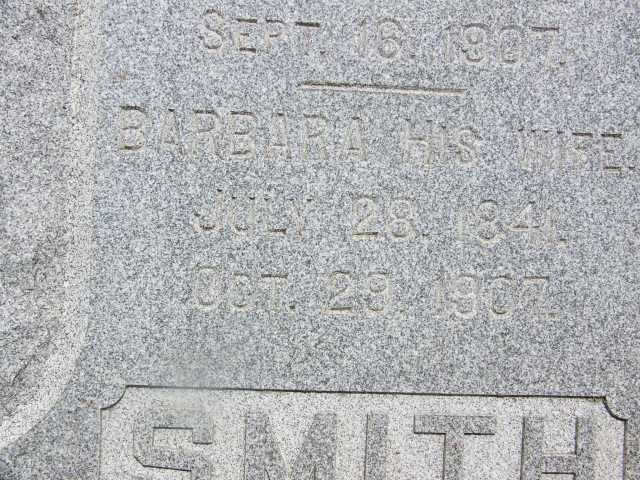 SEPT. 16. 1907.
BARBARA HIS WIFE.
JULY 28. 1841.
OCT. 29. 1907.
SMITH